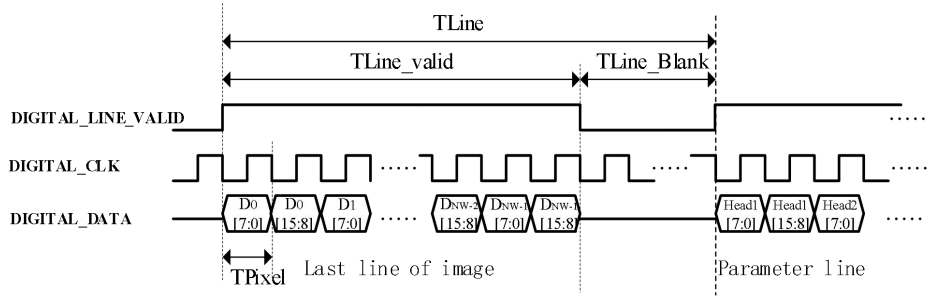 TLine
TLine_valid TLine_Blank
DIGITAL_LINE_VALID ·····
DIGITAL_CLK ····· ····· ·····
DIGITAL_DATA D0 [7:0] D0 [15:8] D1 [7:0] ····· DNW-2 [15:8] DNW-1 [7:0] DNW-1 [15:8] Head1 [7:0] Head1 [15:8] Head2 [7:0] ·····
TPixel Last line of image Parameter line